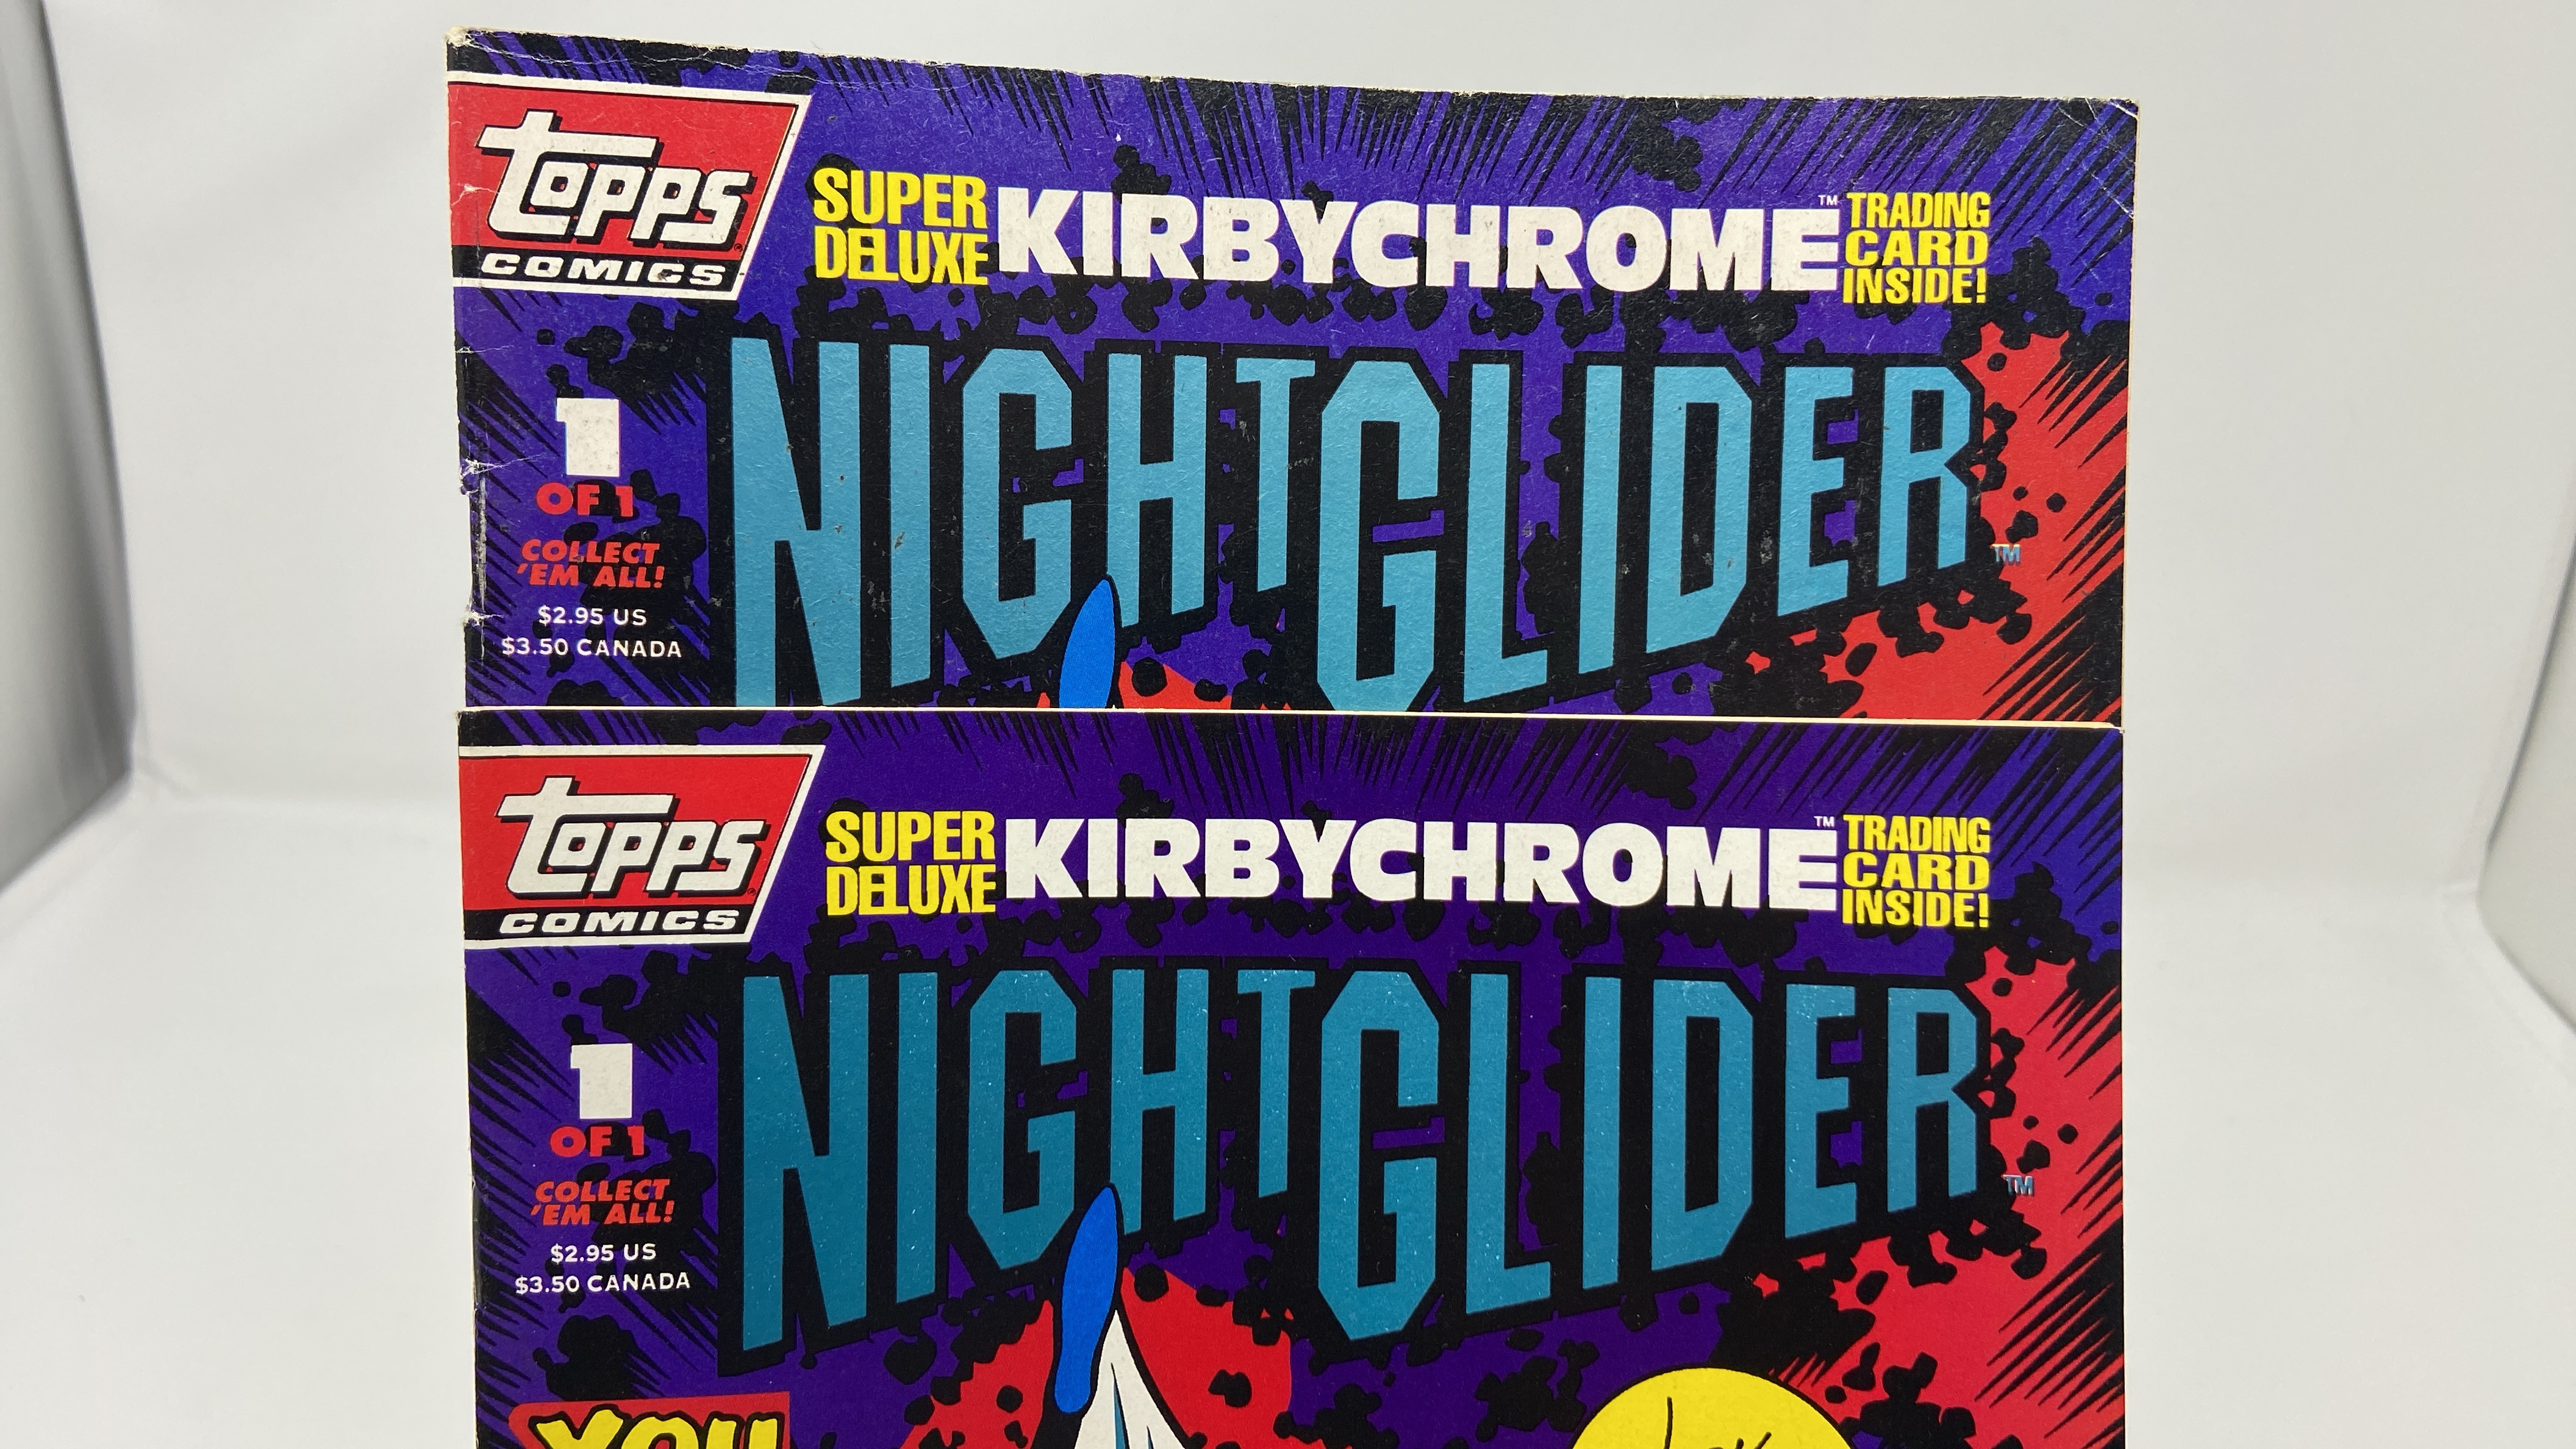 topps
COMICS
SUPER
DELUXE
KIRBYCHROME™
TRADING
CARD
INSIDE!
NIGHTGLIDER™
1
OF 1
COLLECT
'EM ALL!
$2.95 US
$3.50 CANADA
topps
COMICS
SUPER
DELUXE
KIRBYCHROME™
TRADING
CARD
INSIDE!
NIGHTGLIDER™
1
OF 1
COLLECT
'EM ALL!
$2.95 US
$3.50 CANADA
YOU